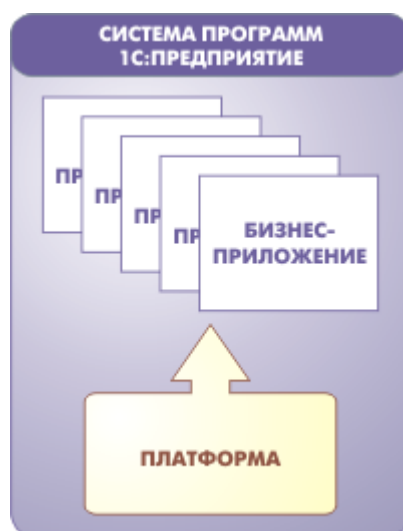 СИСТЕМА ПРОГРАММ
1С:ПРЕДПРИЯТИЕ
ПР
ПР
ПР
ПР
БИЗНЕС-
ПРИЛОЖЕНИЕ
ПЛАТФОРМА